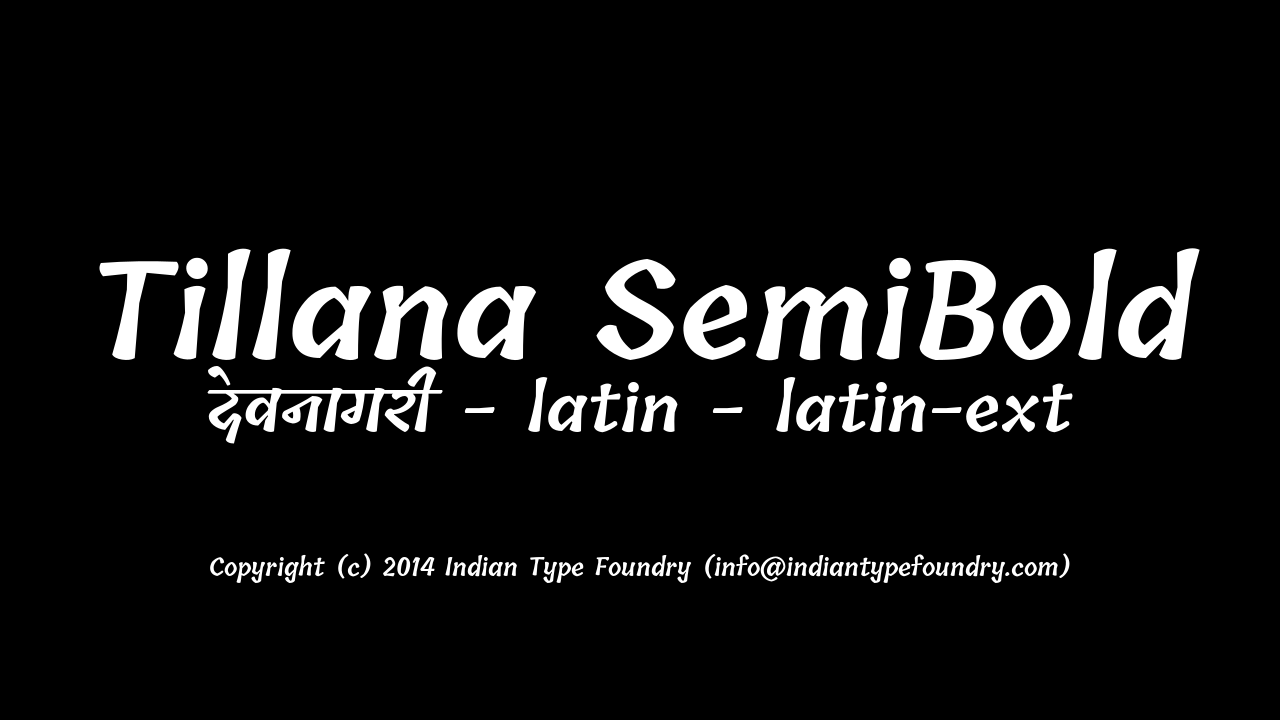 Tillana SemiBold
देवनागरी - latin - latin-ext
Copyright (c) 2014 Indian Type Foundry (info@indiantypefoundry.com)